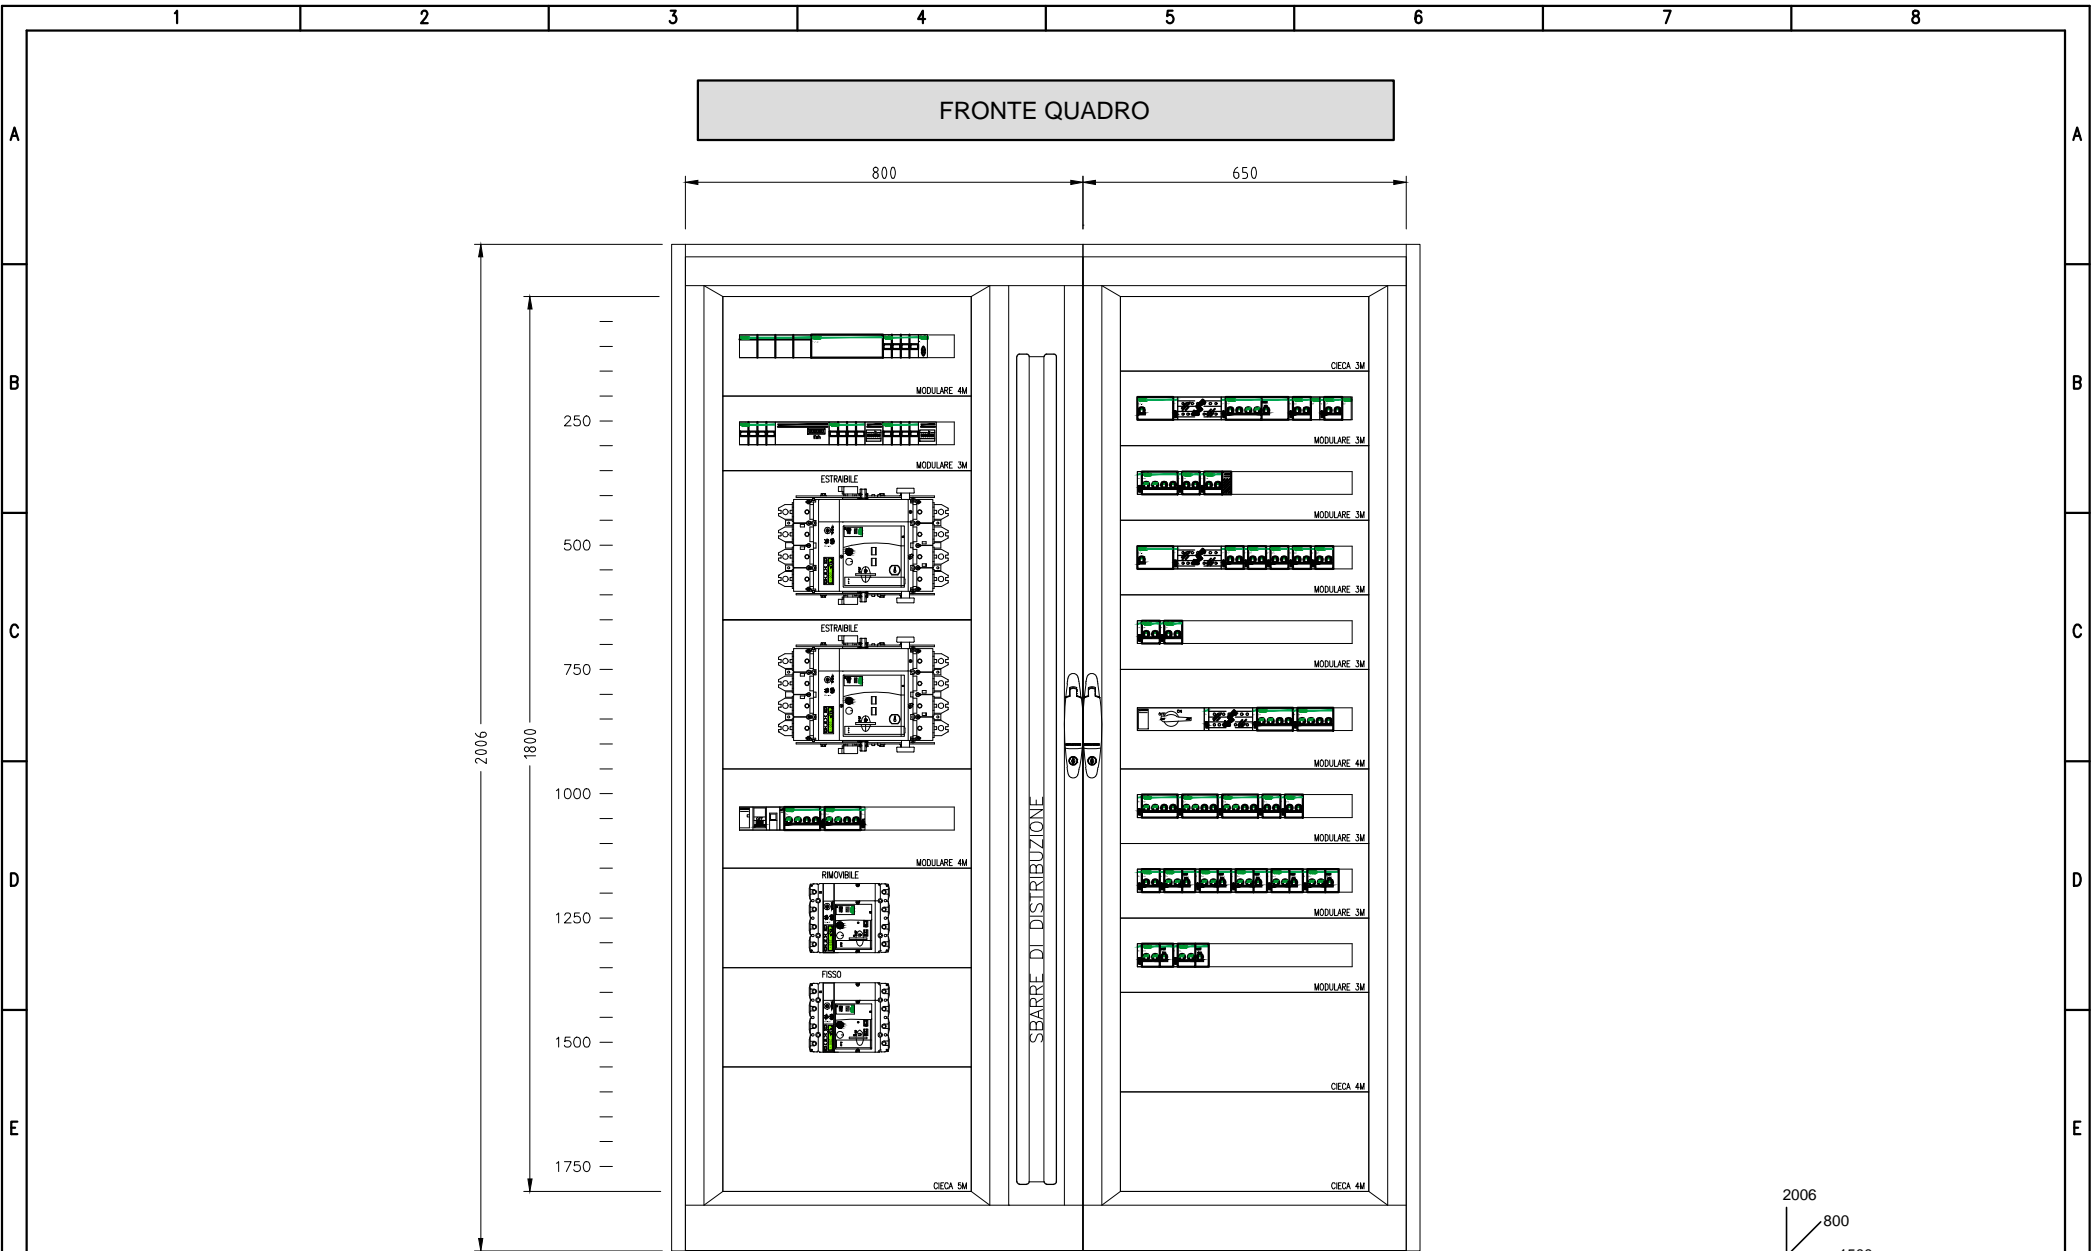 1 2 3 4 5 6 7 8
FRONTE QUADRO
A A
800 650
B B
CIECA 3M
MODULARE 4M
250
MODULARE 3M
MODULARE 3M
ESTRAIBILE
MODULARE 3M
500
MODULARE 3M
C C
ESTRAIBILE
750
MODULARE 3M
2006
1800
MODULARE 4M
1000
SBARRE DI DISTRIBUZIONE
MODULARE 3M
MODULARE 4M
D D
RIMOVIBILE
1250
MODULARE 3M
FISSO
MODULARE 3M
1500
CIECA 4M
E E
1750
CIECA 5M
CIECA 4M
2006
800